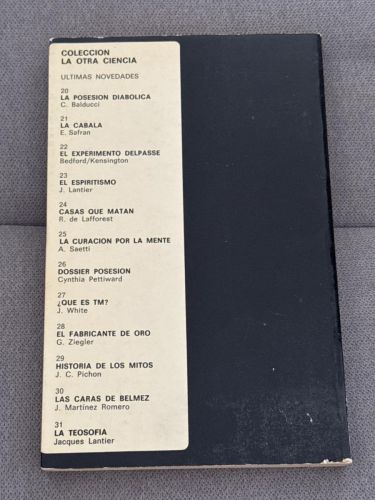 COLECCION
LA OTRA CIENCIA
ULTIMAS NOVEDADES
20
LA POSESION DIABOLICA
C. Balducci
21
LA CABALA
E. Safran
22
EL EXPERIMENTO DELPASSE
Bedford/Kensington
23
EL ESPIRITISMO
J. Lantier
24
CASAS QUE MATAN
R. de Lafforest
25
LA CURACION POR LA MENTE
A. Saetti
26
DOSSIER POSESION
Cynthia Pettiward
27
¿QUE ES TM?
J. White
28
EL FABRICANTE DE ORO
G. Ziegler
29
HISTORIA DE LOS MITOS
J. C. Pichon
30
LAS CARAS DE BELMEZ
J. Martínez Romero
31
LA TEOSOFIA
Jacques Lantier